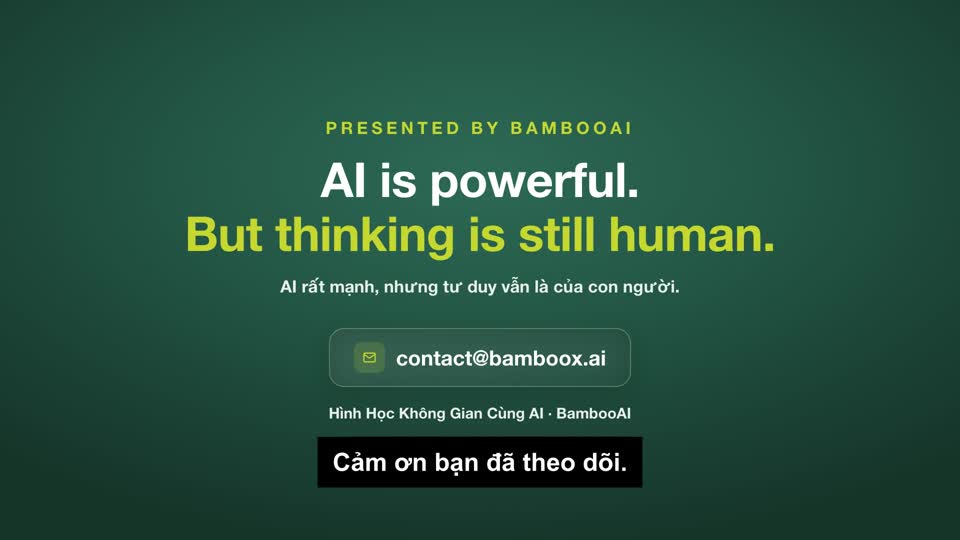 PRESENTED BY BAMBOOAI
AI is powerful.
But thinking is still human.
AI rất mạnh, nhưng tư duy vẫn là của con người.
contact@bamboox.ai
Hình Học Không Gian Cùng AI · BambooAI
Cảm ơn bạn đã theo dõi.